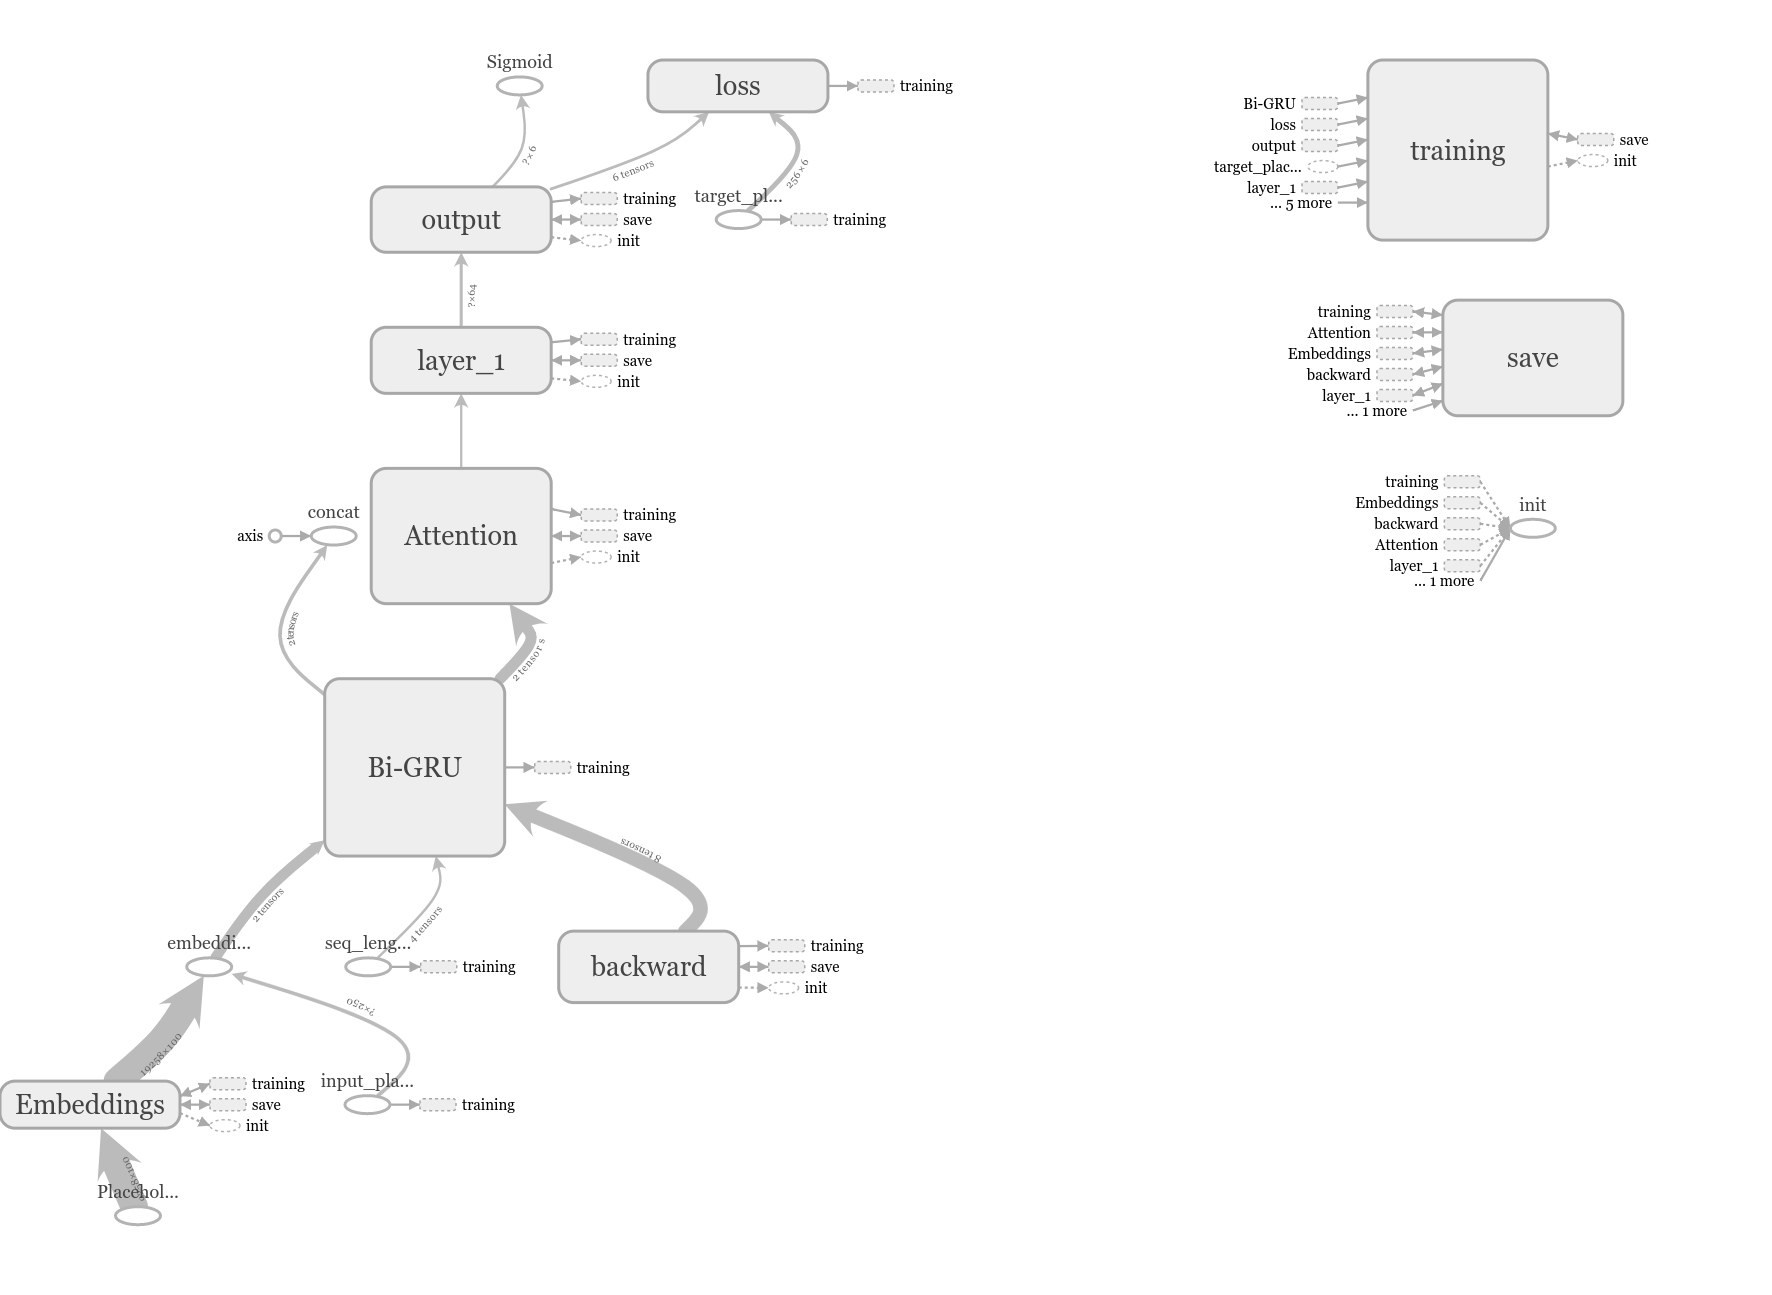 Sigmoid
loss
training
?×6
6 tensors
256×6
target_pl...
training
output
training
save
init
?×64
layer_1
training
save
init
concat
axis
Attention
training
save
init
2 tensors
2 tensors
Bi-GRU
training
8 tensors
2 tensors
4 tensors
embeddi...
seq_leng...
training
backward
training
save
init
?×250
19258×100
Embeddings
training
save
init
input_pla...
training
Placehol...
Bi-GRU
loss
output
target_plac...
layer_1
... 5 more
training
save
init
training
Attention
Embeddings
backward
layer_1
... 1 more
save
training
Embeddings
backward
Attention
layer_1
... 1 more
init